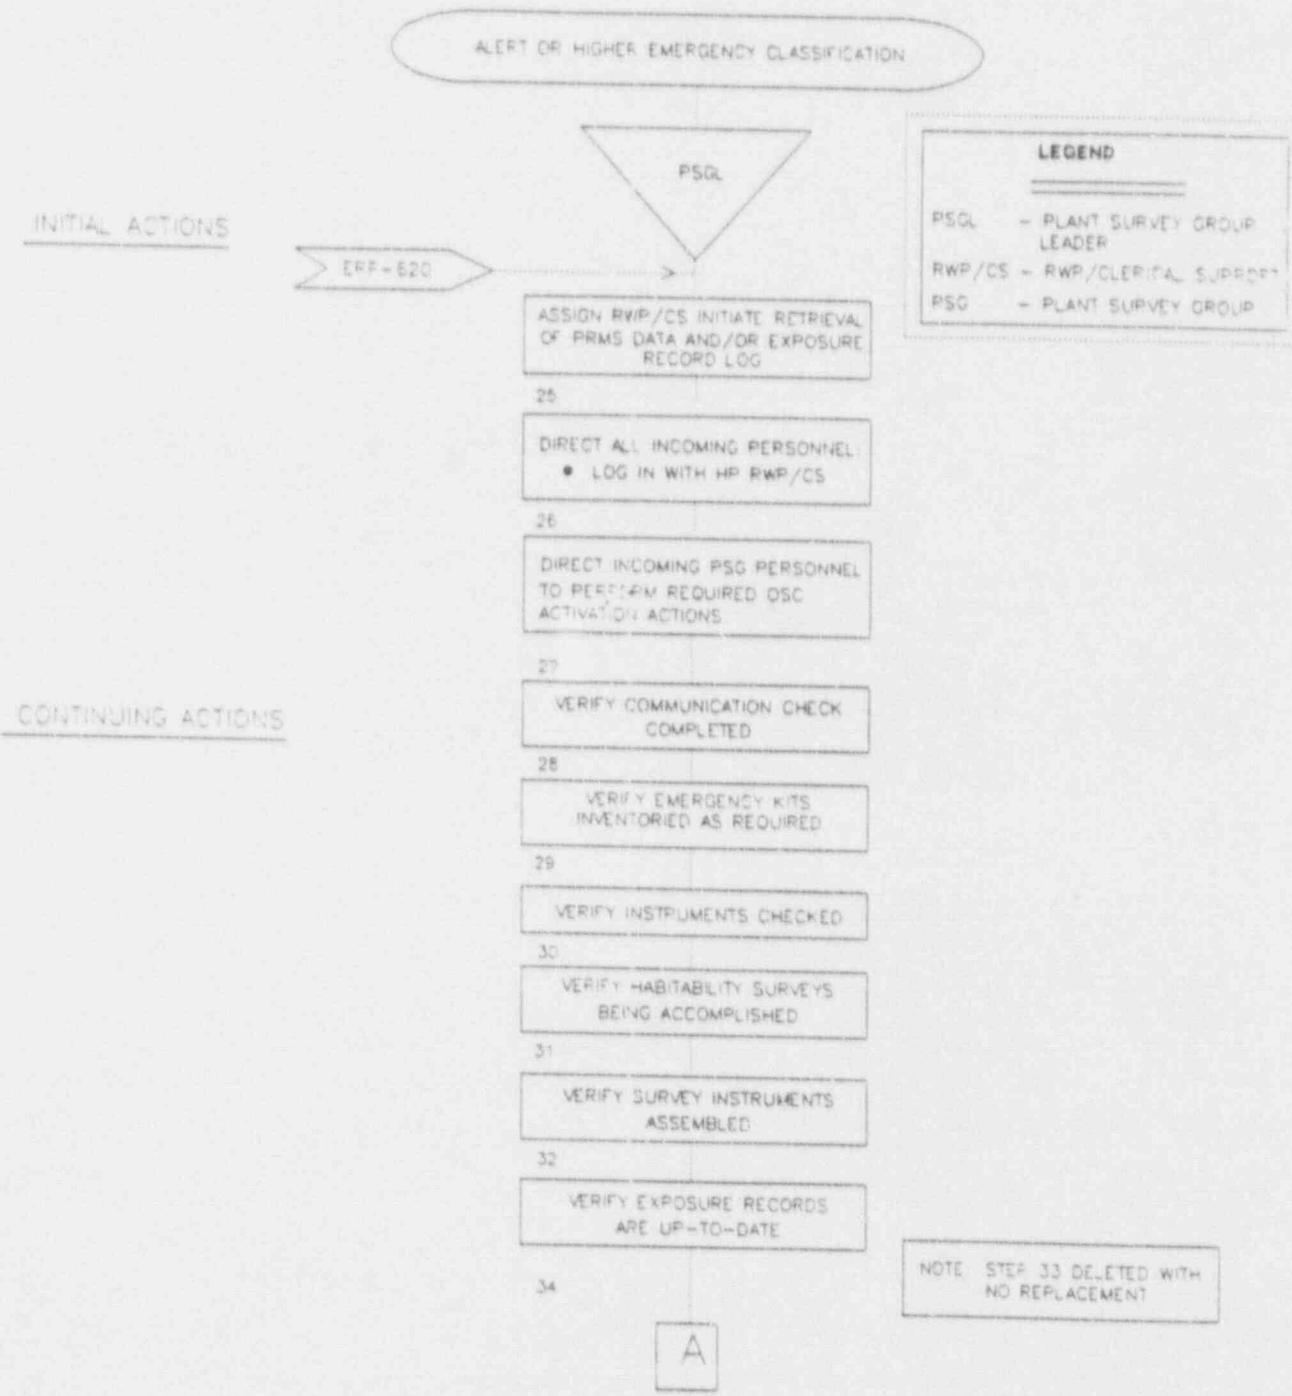 ALERT OR HIGHER EMERGENCY CLASSIFICATION
PSGL
LEGEND
PSGL - PLANT SURVEY GROUP
LEADER
RWP/CS - RWP/CLERICAL SUPPORT
PSG - PLANT SURVEY GROUP
INITIAL ACTIONS
ERF-620
ASSIGN RWP/CS INITIATE RETRIEVAL
OF PRMS DATA AND/OR EXPOSURE
RECORD LOG
25
DIRECT ALL INCOMING PERSONNEL:
• LOG IN WITH HP RWP/CS
26
DIRECT INCOMING PSG PERSONNEL
TO PERFORM REQUIRED OSC
ACTIVATION ACTIONS
27
CONTINUING ACTIONS
VERIFY COMMUNICATION CHECK
COMPLETED
28
VERIFY EMERGENCY KITS
INVENTORIED AS REQUIRED
29
VERIFY INSTRUMENTS CHECKED
30
VERIFY HABITABILITY SURVEYS
BEING ACCOMPLISHED
31
VERIFY SURVEY INSTRUMENTS
ASSEMBLED
32
VERIFY EXPOSURE RECORDS
ARE UP-TO-DATE
34
NOTE STEP 33 DELETED WITH
NO REPLACEMENT
A